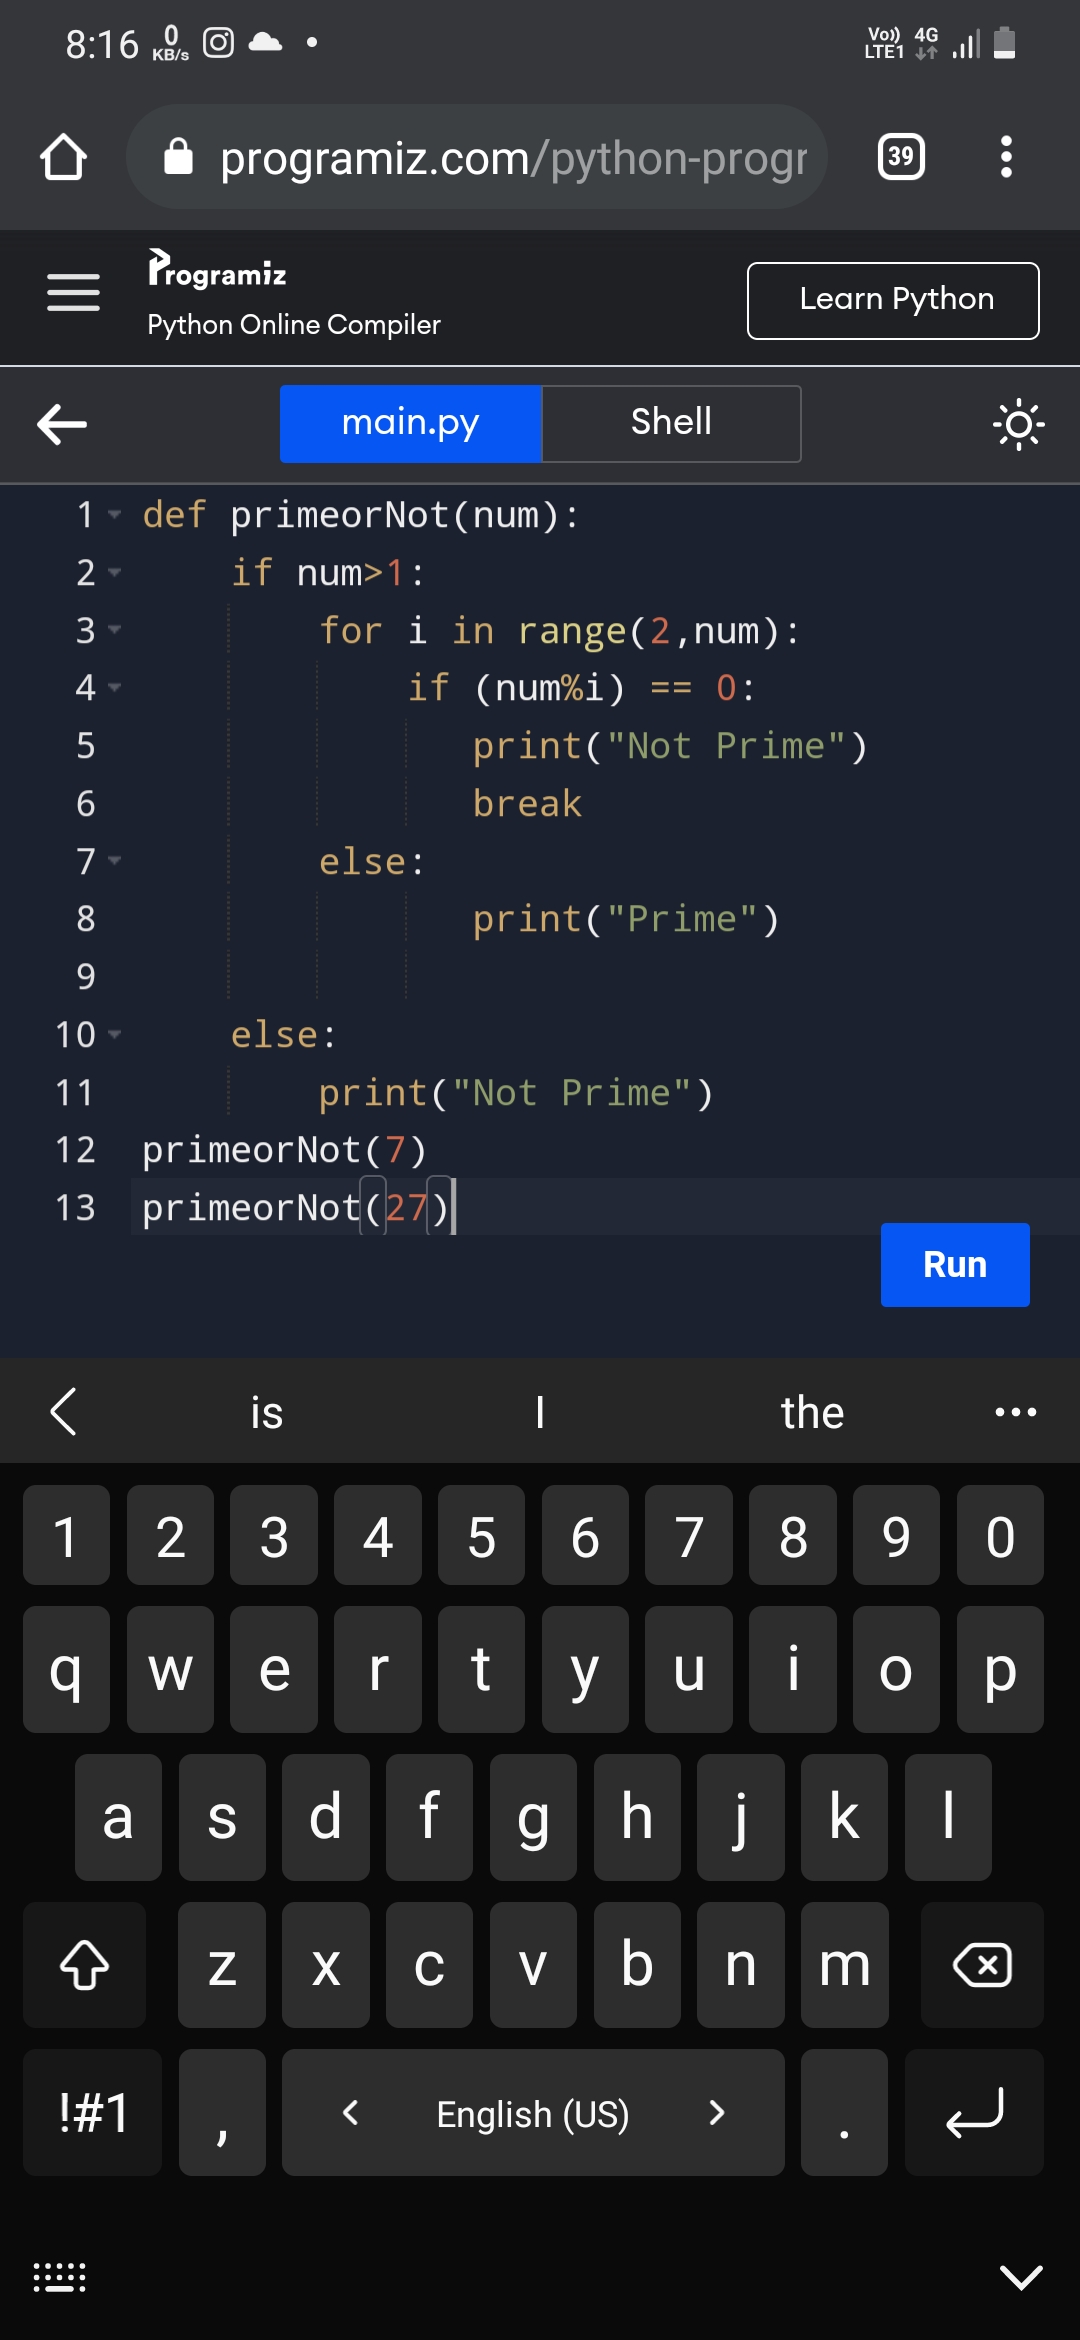 8:16 0 KB/s Vo)) LTE1 4G
programiz.com/python-progr 39
Programiz
Python Online Compiler
Learn Python
main.py Shell
1 def primeorNot(num):
2     if num>1:
3         for i in range(2,num):
4             if (num%i) == 0:
5                print("Not Prime")
6                break
7         else:
8                print("Prime")
9
10     else:
11         print("Not Prime")
12 primeorNot(7)
13 primeorNot(27)
Run
is I the
1 2 3 4 5 6 7 8 9 0
q w e r t y u i o p
a s d f g h j k l
z x c v b n m
!#1 , < English (US) > .